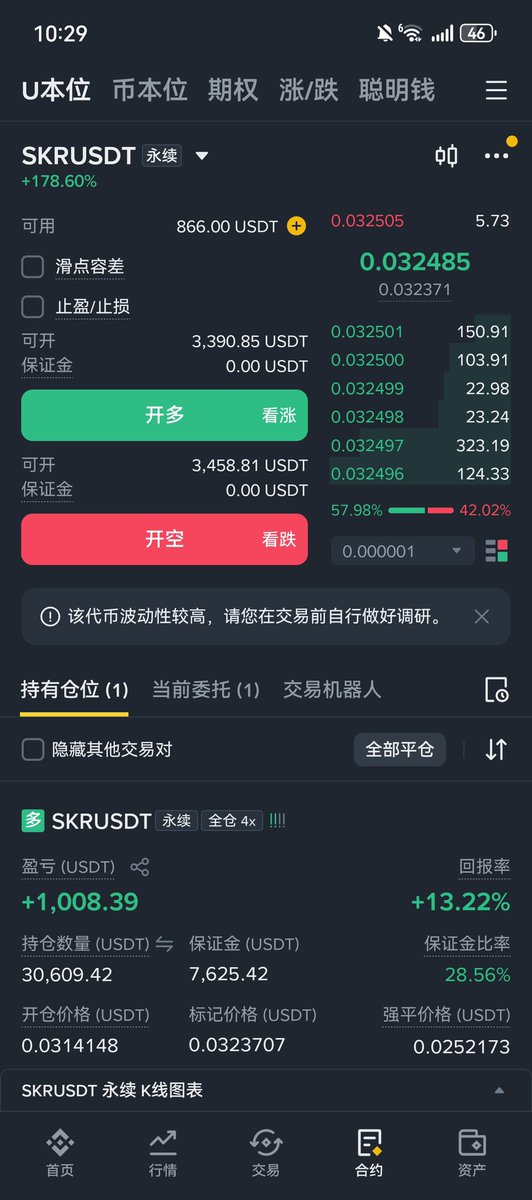 10:29
6
46
U本位 币本位 期权 涨/跌 聪明钱
SKRUSDT 永续
+178.60%
可用 866.00 USDT
滑点容差
止盈/止损
可开 3,390.85 USDT
保证金 0.00 USDT
开多 看涨
可开 3,458.81 USDT
保证金 0.00 USDT
开空 看跌
0.032505 5.73
0.032485
0.032371
0.032501 150.91
0.032500 103.91
0.032499 22.98
0.032498 23.24
0.032497 323.19
0.032496 124.33
57.98% 42.02%
0.000001
该代币波动性较高，请您在交易前自行做好调研。
持有仓位 (1) 当前委托 (1) 交易机器人
隐藏其他交易对 全部平仓
多 SKRUSDT 永续 全仓 4x !!!!
盈亏 (USDT) 回报率
+1,008.39 +13.22%
持仓数量 (USDT) 保证金 (USDT) 保证金比率
30,609.42 7,625.42 28.56%
开仓价格 (USDT) 标记价格 (USDT) 强平价格 (USDT)
0.0314148 0.0323707 0.0252173
SKRUSDT 永续 K线图表
首页 行情 交易 合约 资产